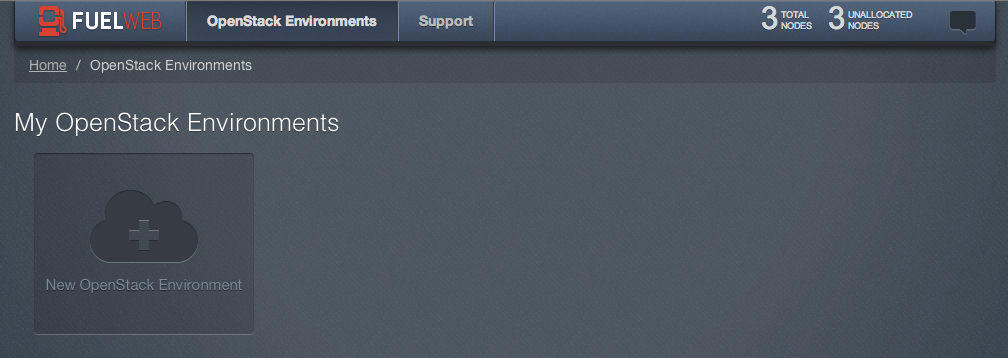 FUELWEB
OpenStack Environments
Support
3 TOTAL NODES
3 UNALLOCATED NODES
Home / OpenStack Environments
My OpenStack Environments
New OpenStack Environment